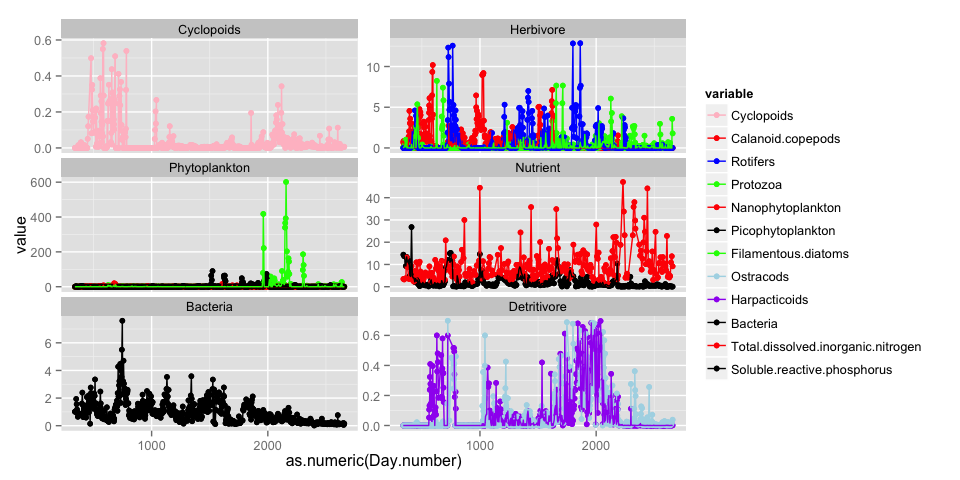 Cyclopoids
Herbivore
0.6
0.4
0.2
0.0
10
5
0
Phytoplankton
Nutrient
600
400
200
0
40
30
20
10
0
Bacteria
Detritivore
6
4
2
0
0.6
0.4
0.2
0.0
1000
2000
1000
2000
value
as.numeric(Day.number)
variable
Cyclopoids
Calanoid.copepods
Rotifers
Protozoa
Nanophytoplankton
Picophytoplankton
Filamentous.diatoms
Ostracods
Harpacticoids
Bacteria
Total.dissolved.inorganic.nitrogen
Soluble.reactive.phosphorus